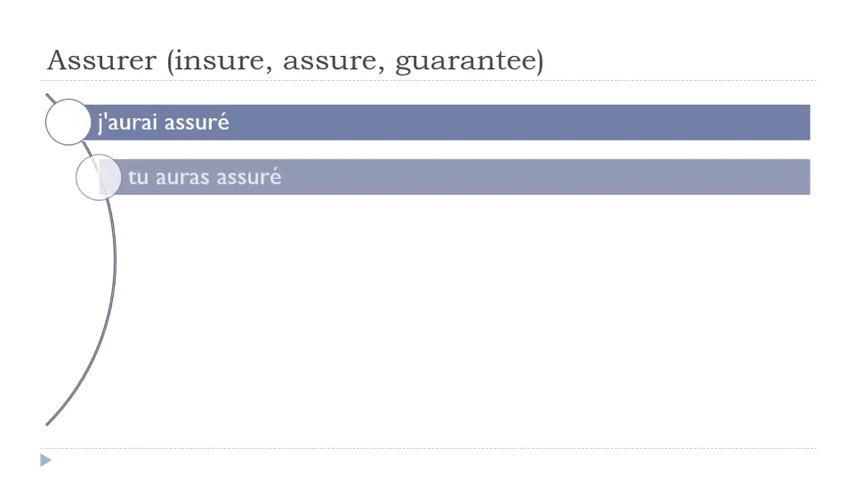 Assurer (insure, assure, guarantee)
j'aurai assuré
tu auras assuré